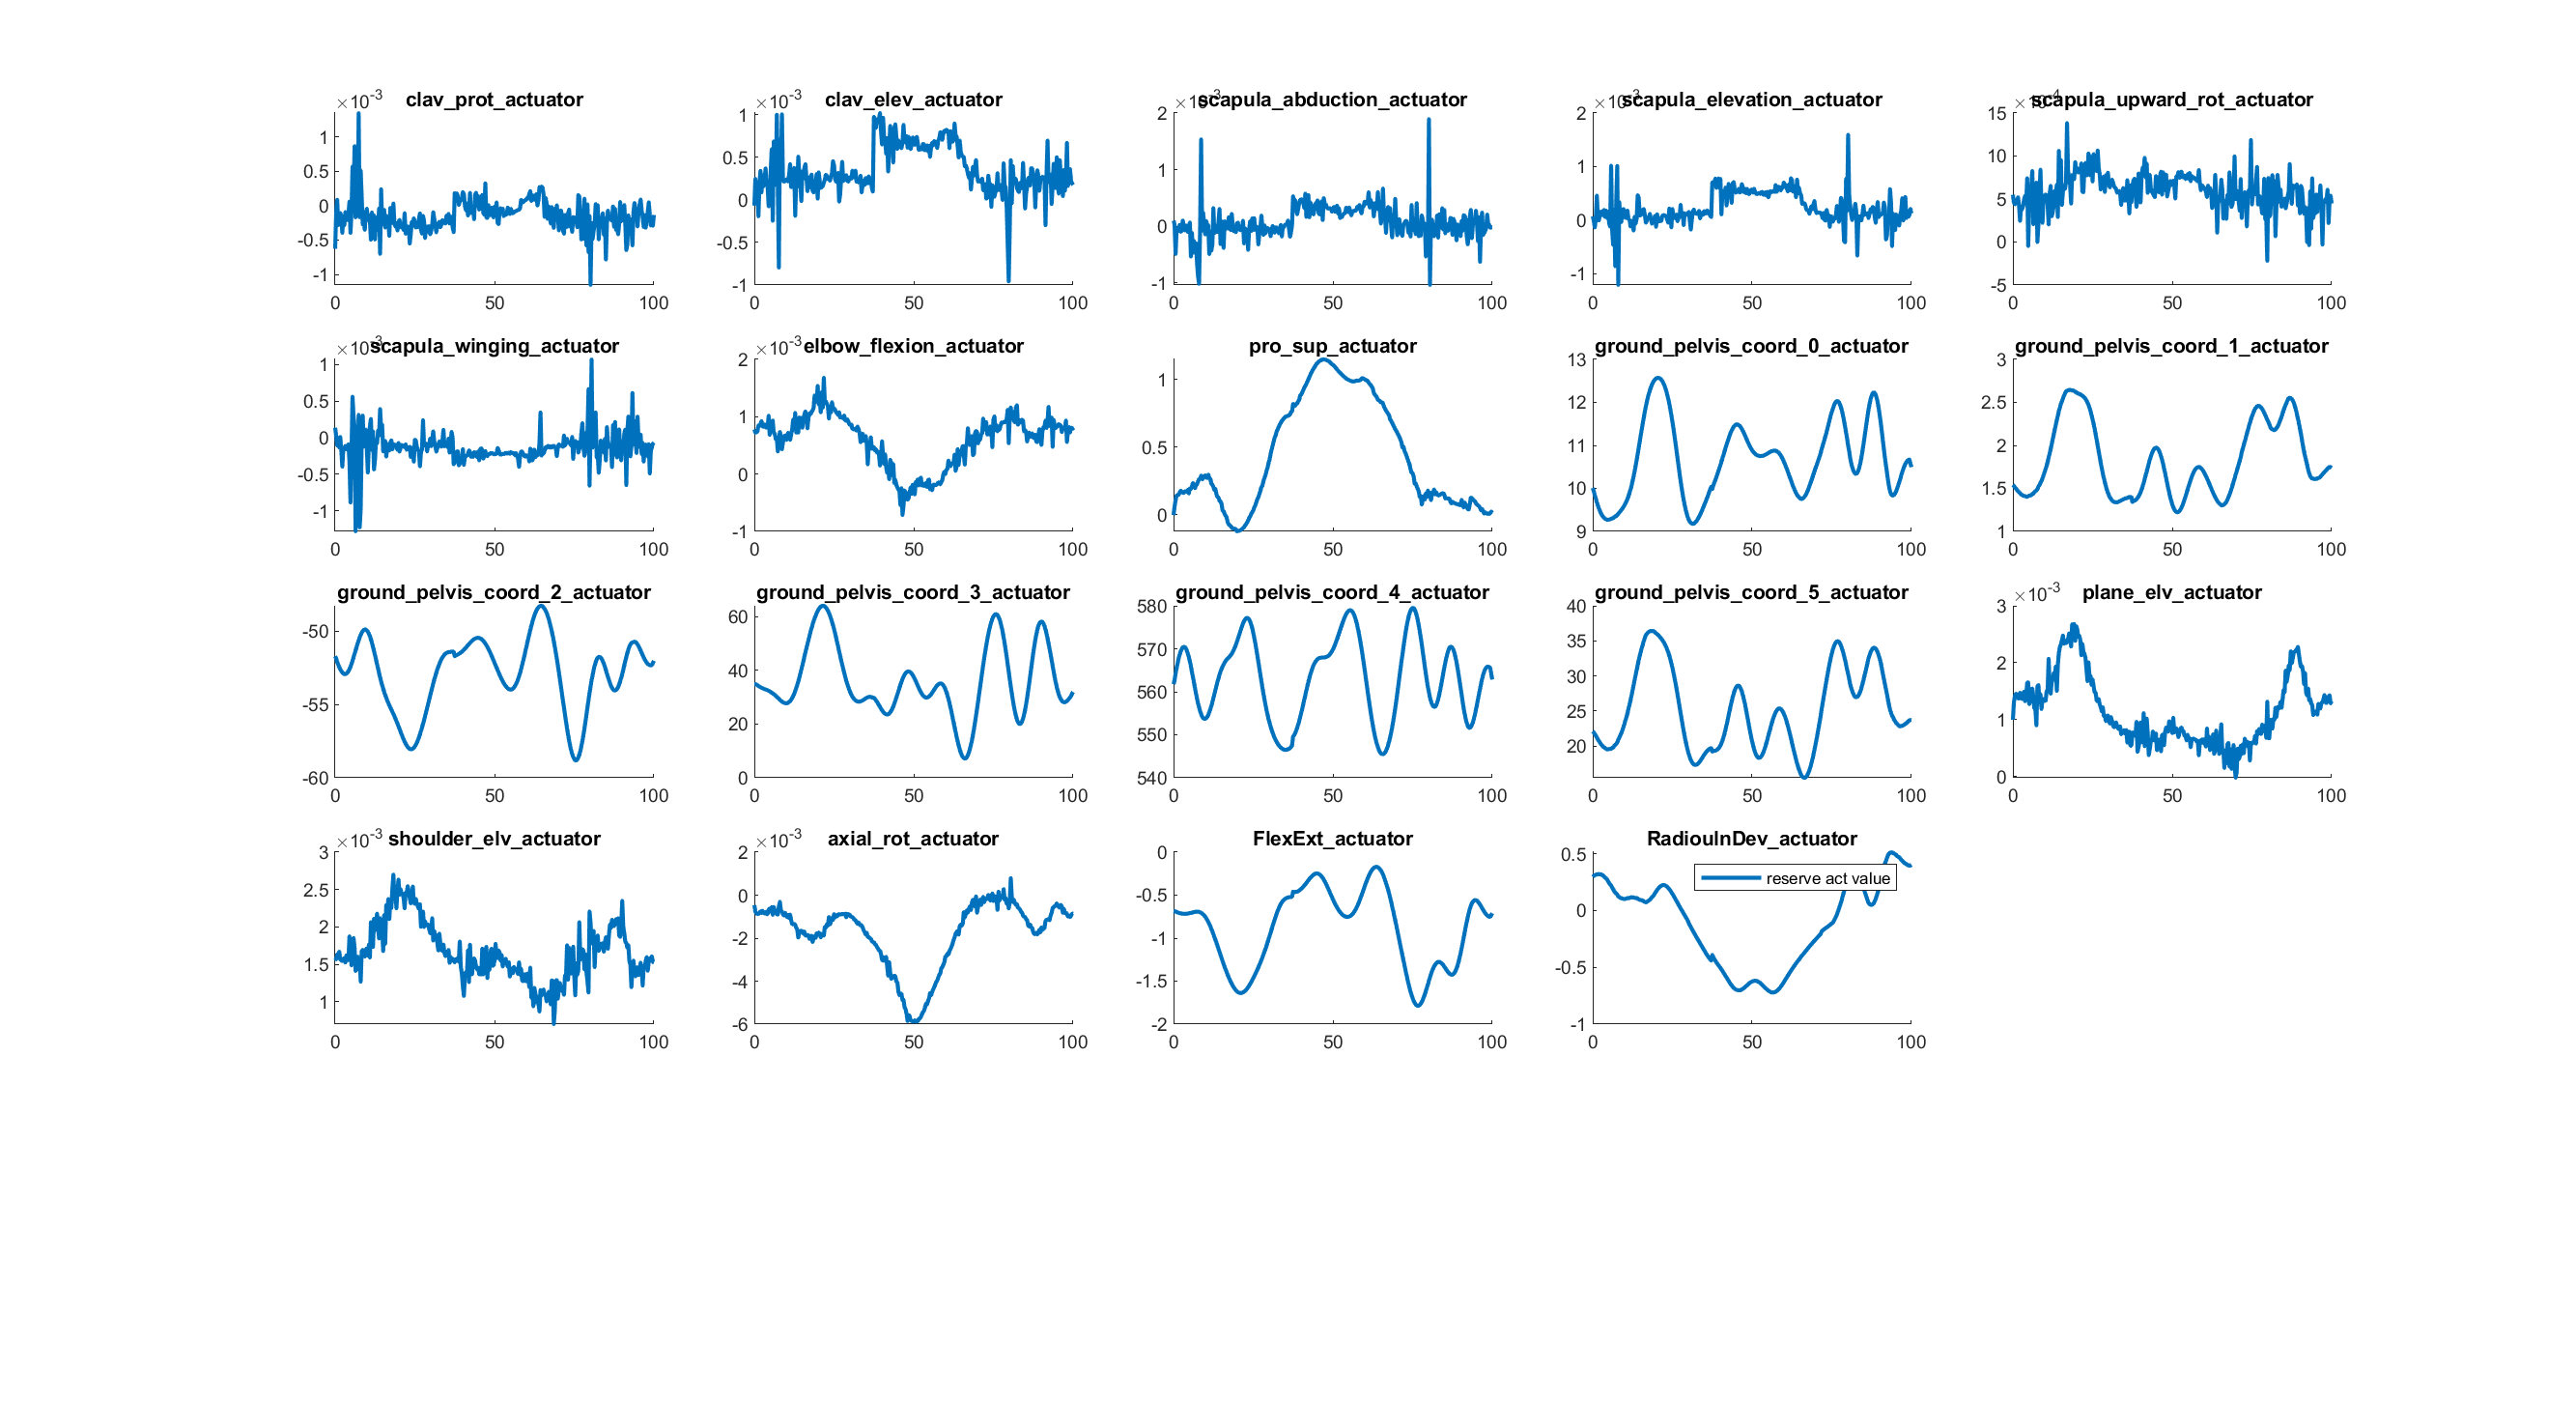 ×10-3 clav_prot_actuator
1
0.5
0
-0.5
-1
0 50 100
×10-3 clav_elev_actuator
1
0.5
0
-0.5
-1
0 50 100
×10-3 scapula_abduction_actuator
2
1
0
-1
0 50 100
×10-3 scapula_elevation_actuator
2
1
0
-1
0 50 100
×10-4 scapula_upward_rot_actuator
15
10
5
0
-5
0 50 100
×10-3 scapula_winging_actuator
1
0.5
0
-0.5
-1
0 50 100
×10-3 elbow_flexion_actuator
2
1
0
-1
0 50 100
pro_sup_actuator
1
0.5
0
0 50 100
ground_pelvis_coord_0_actuator
13
12
11
10
9
0 50 100
ground_pelvis_coord_1_actuator
3
2.5
2
1.5
1
0 50 100
ground_pelvis_coord_2_actuator
-50
-55
-60
0 50 100
ground_pelvis_coord_3_actuator
60
40
20
0
0 50 100
ground_pelvis_coord_4_actuator
580
570
560
550
540
0 50 100
ground_pelvis_coord_5_actuator
40
35
30
25
20
0 50 100
×10-3 plane_elv_actuator
3
2
1
0
0 50 100
×10-3 shoulder_elv_actuator
3
2.5
2
1.5
1
0 50 100
×10-3 axial_rot_actuator
2
0
-2
-4
-6
0 50 100
FlexExt_actuator
0
-0.5
-1
-1.5
-2
0 50 100
RadioulnDev_actuator
0.5
reserve act value
0
-0.5
-1
0 50 100